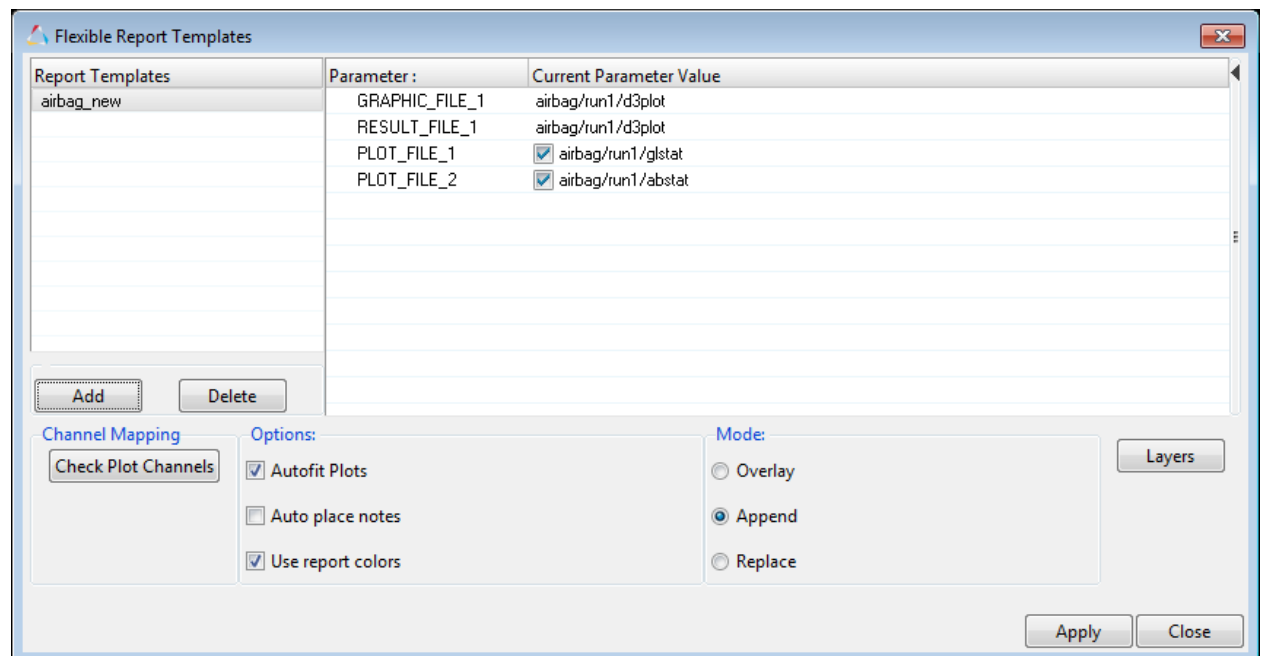 Flexible Report Templates
Report Templates
Parameter :
Current Parameter Value
airbag_new
GRAPHIC_FILE_1
airbag/run1/d3plot
RESULT_FILE_1
airbag/run1/d3plot
PLOT_FILE_1
airbag/run1/glstat
PLOT_FILE_2
airbag/run1/abstat
Add
Delete
Channel Mapping
Check Plot Channels
Options:
Autofit Plots
Auto place notes
Use report colors
Mode:
Overlay
Append
Replace
Layers
Apply
Close